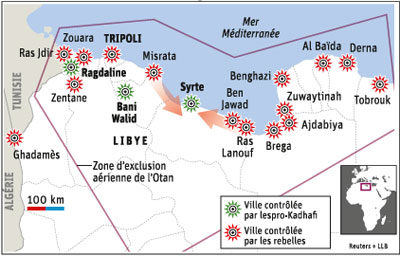 Mer
Méditerranée
Zouara
TRIPOLI
Ras Jdir
Misrata
Ragdaline
Zentane
Bani
Walid
Syrte
Al Baïda
Derna
Benghazi
Ben
Jawad
Zuwaytinah
Tobrouk
Ajdabiya
Ras
Lanouf
Brega
TUNISIE
LIBYE
Ghadamès
ALGÉRIE
Zone d'exclusion
aérienne de l'Otan
100 km
Ville contrôlée
par lespro-Kadhafi
Ville contrôlée
par les rebelles
Reuters + LLB